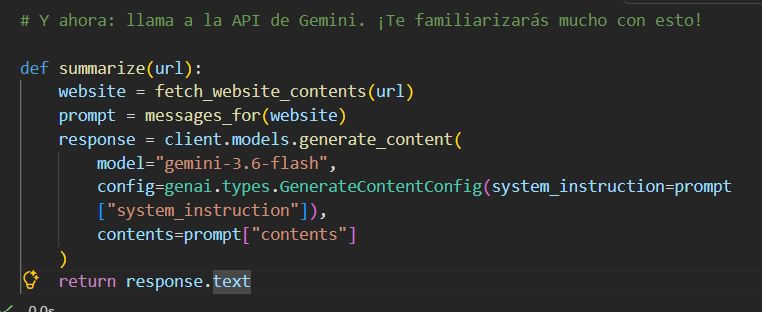 # Y ahora: llama a la API de Gemini. ¡Te familiarizarás mucho con esto!
def summarize(url):
website = fetch_website_contents(url)
prompt = messages_for(website)
response = client.models.generate_content(
model="gemini-3.6-flash",
config=genai.types.GenerateContentConfig(system_instruction=prompt
["system_instruction"]),
contents=prompt["contents"]
)
return response.text
0.0s